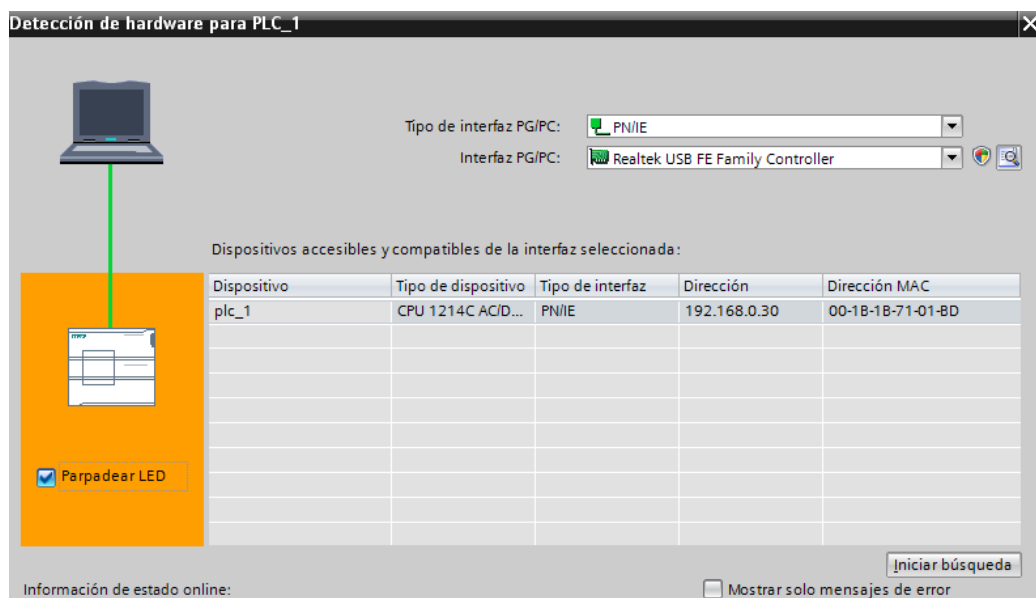 Detección de hardware para PLC_1
Tipo de interfaz PG/PC: PN/IE
Interfaz PG/PC: Realtek USB FE Family Controller
Dispositivos accesibles y compatibles de la interfaz seleccionada:
Dispositivo Tipo de dispositivo Tipo de interfaz Dirección Dirección MAC
plc_1 CPU 1214C AC/D... PN/IE 192.168.0.30 00-1B-1B-71-01-BD
Parpadear LED
Iniciar búsqueda
Información de estado online: Mostrar solo mensajes de error